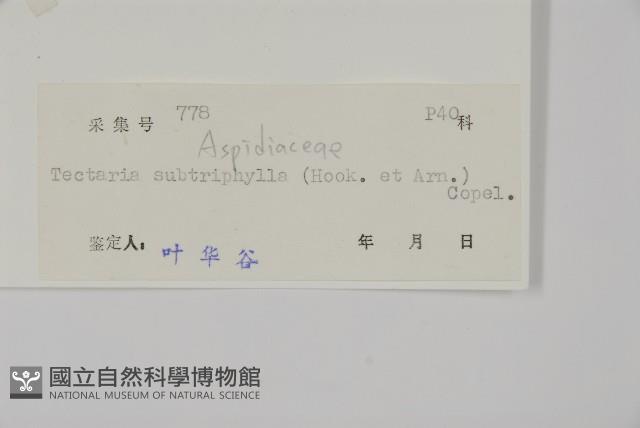 采集号 778 P40 科
Aspidiaceae
Tectaria subtriphylla (Hook. et Arn.)
Copel.
鉴定人: 叶华谷 年 月 日
國立自然科學博物館
NATIONAL MUSEUM OF NATURAL SCIENCE